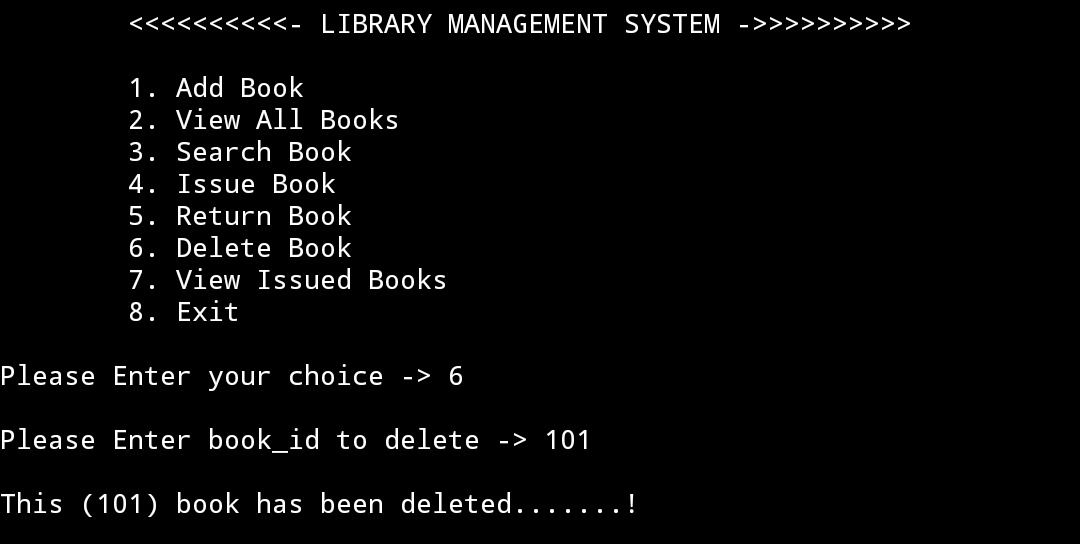 <<<<<<<<<<- LIBRARY MANAGEMENT SYSTEM ->>>>>>>>>>
1. Add Book
2. View All Books
3. Search Book
4. Issue Book
5. Return Book
6. Delete Book
7. View Issued Books
8. Exit
Please Enter your choice -> 6
Please Enter book_id to delete -> 101
This (101) book has been deleted.......!